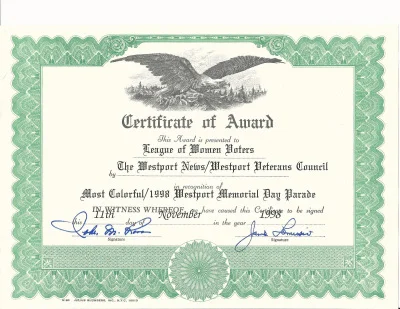 Certificate of Award
This Award is presented to
League of Women Voters
by The Westport News/Westport Veterans Council
in recognition of
Most Colorful/1998 Westport Memorial Day Parade
IN WITNESS WHEREOF have caused this Certificate to be signed
this 11th day of November in the year 1998
Signature Signature